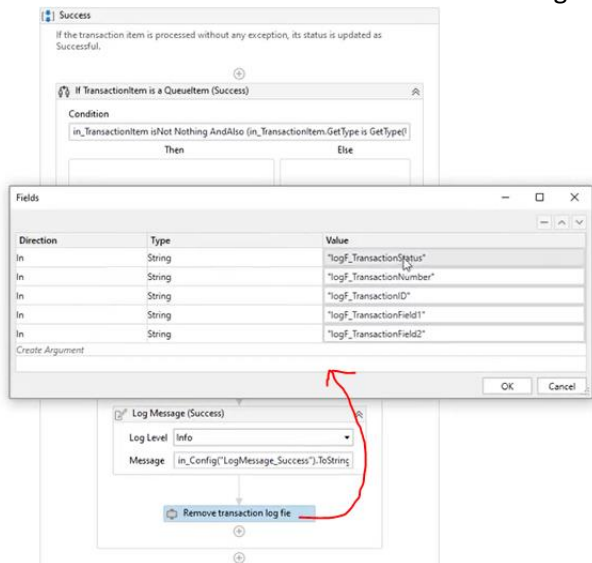 Success
If the transaction item is processed without any exception, its status is updated as
Successful.
If TransactionItem is a QueueItem (Success)
Condition
in_TransactionItem isNot Nothing AndAlso (in_TransactionItem.GetType is GetType(
Then Else
Fields
Direction Type Value
In String "logF_TransactionStatus"
In String "logF_TransactionNumber"
In String "logF_TransactionID"
In String "logF_TransactionField1"
In String "logF_TransactionField2"
Create Argument
OK Cancel
Log Message (Success)
Log Level Info
Message in_Config("LogMessage_Success").ToString
Remove transaction log fie